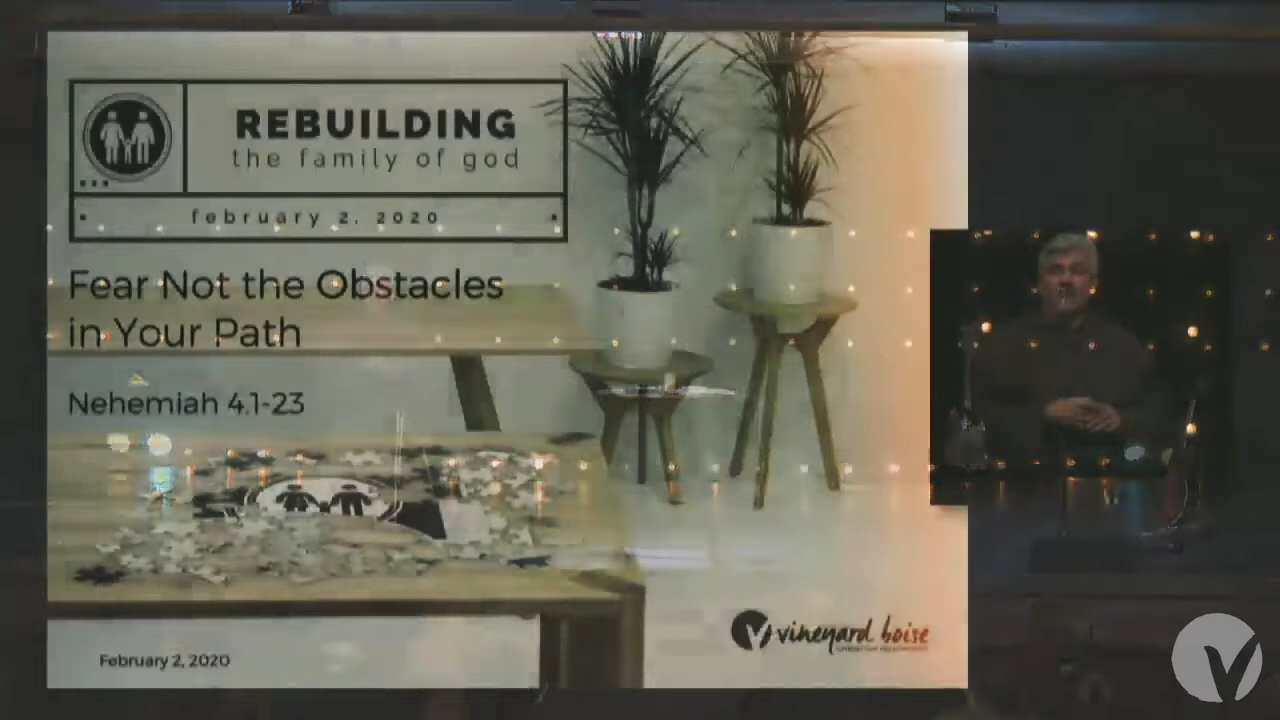 REBUILDING
the family of god
february 2. 2020
Fear Not the Obstacles
in Your Path
Nehemiah 4.1-23
vineyard boise
February 2, 2020